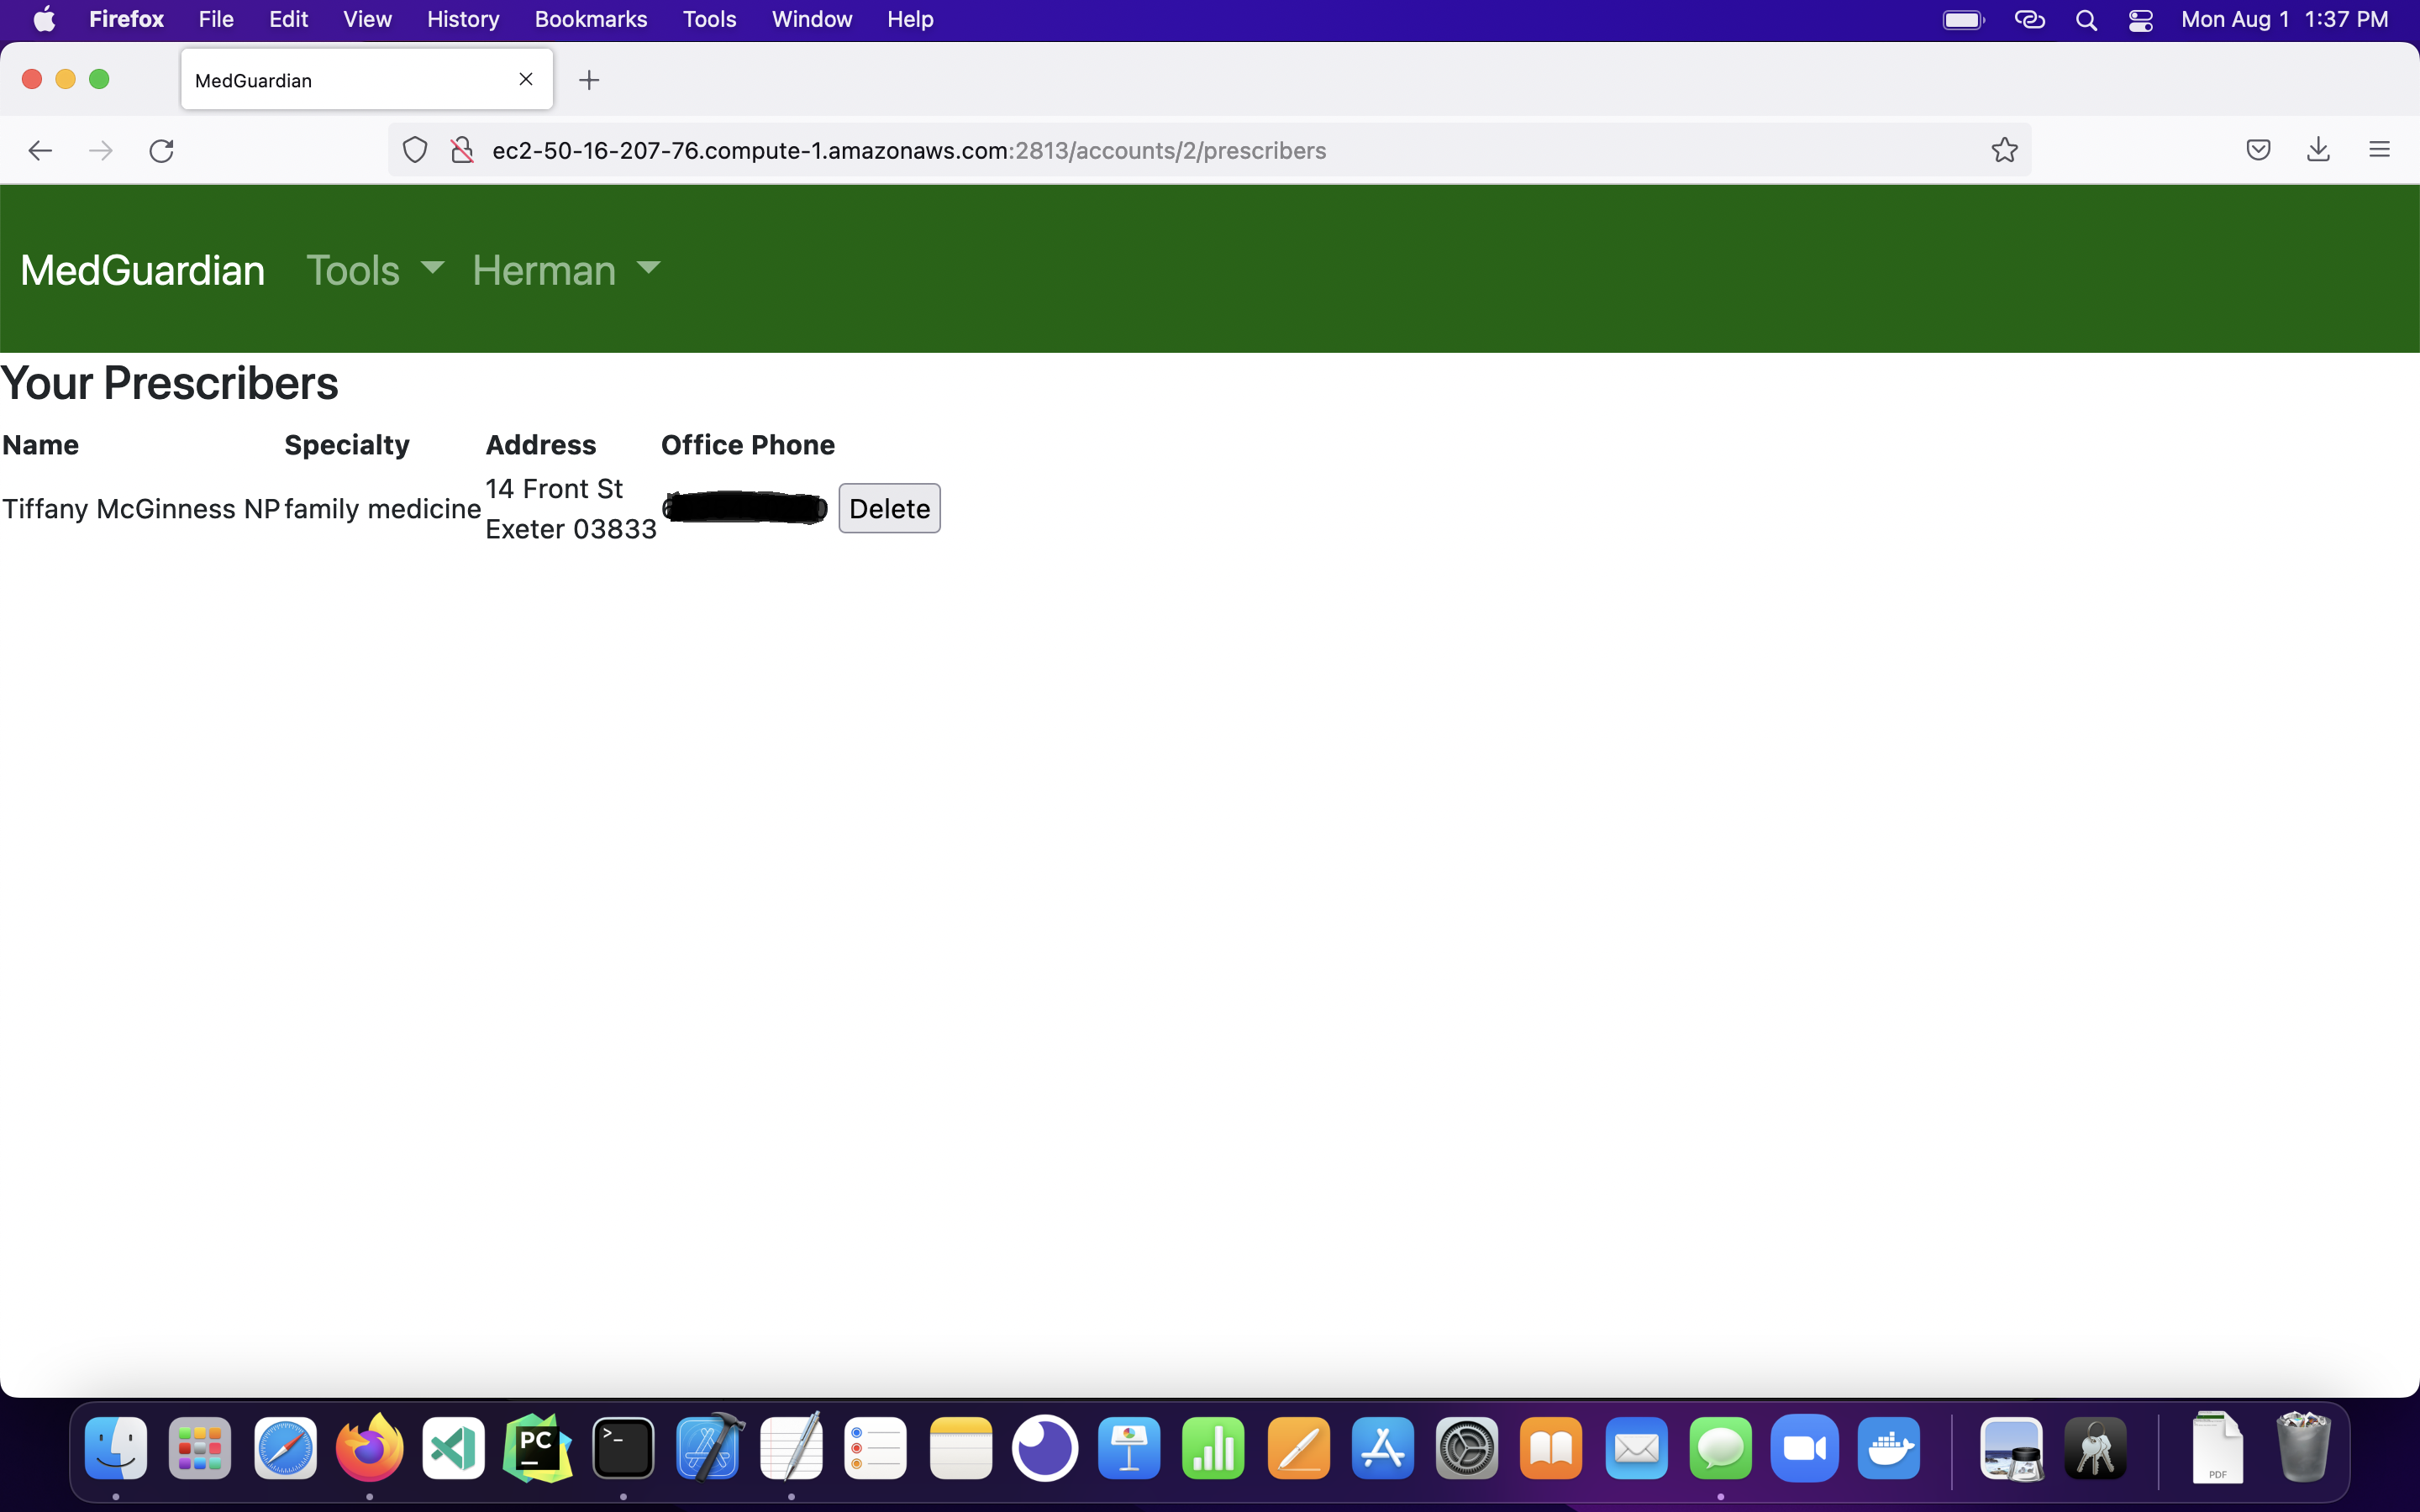 Firefox File Edit View History Bookmarks Tools Window Help Mon Aug 1 1:37 PM
MedGuardian
ec2-50-16-207-76.compute-1.amazonaws.com:2813/accounts/2/prescribers
MedGuardian Tools Herman
Your Prescribers
Name Specialty Address Office Phone
Tiffany McGinness NP family medicine 14 Front St
Exeter 03833 Delete
PC >_
PDF